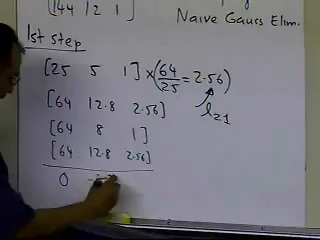 (144 12 1)
Naive Gauss Elim.
1st step
[25 5 1] × (64/25 = 2.56)
l21
[64 12.8 2.56]
[64 8 1]
[64 12.8 2.56]
0